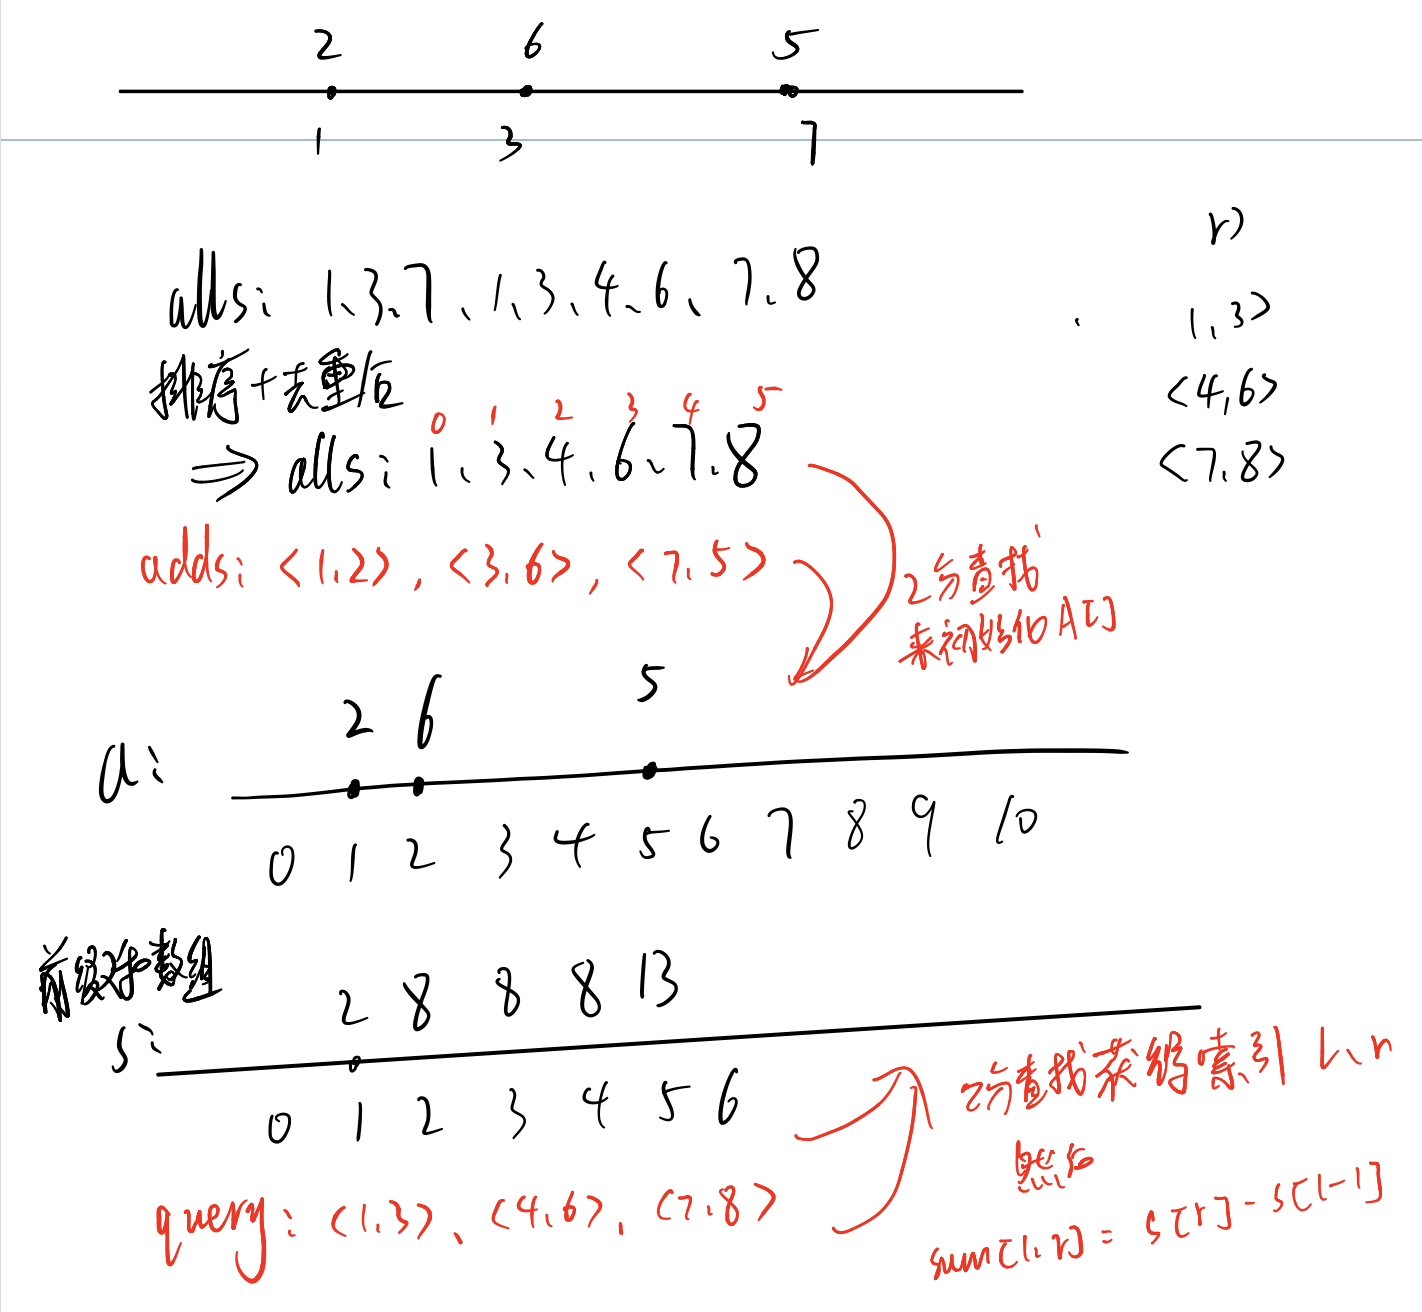 2 6 5
1 3 7
r)
alls: 1、3、7、1、3、4、6、7、8
1,3>
排序+去重后
<4,6>
0 1 2 3 4 5
⇒ alls: 1、3、4、6、7、8
<7,8>
adds: <1,2>, <3,6>, <7,5>
2分查找
来初始化A[]
2 6 5
a:
0 1 2 3 4 5 6 7 8 9 10
前缀和数组
2 8 8 8 13
s:
0 1 2 3 4 5 6
2分查找获得索引 l、r
然后
query: <1,3>、<4,6>、<7,8>
sum[l,r] = s[r] - s[l-1]